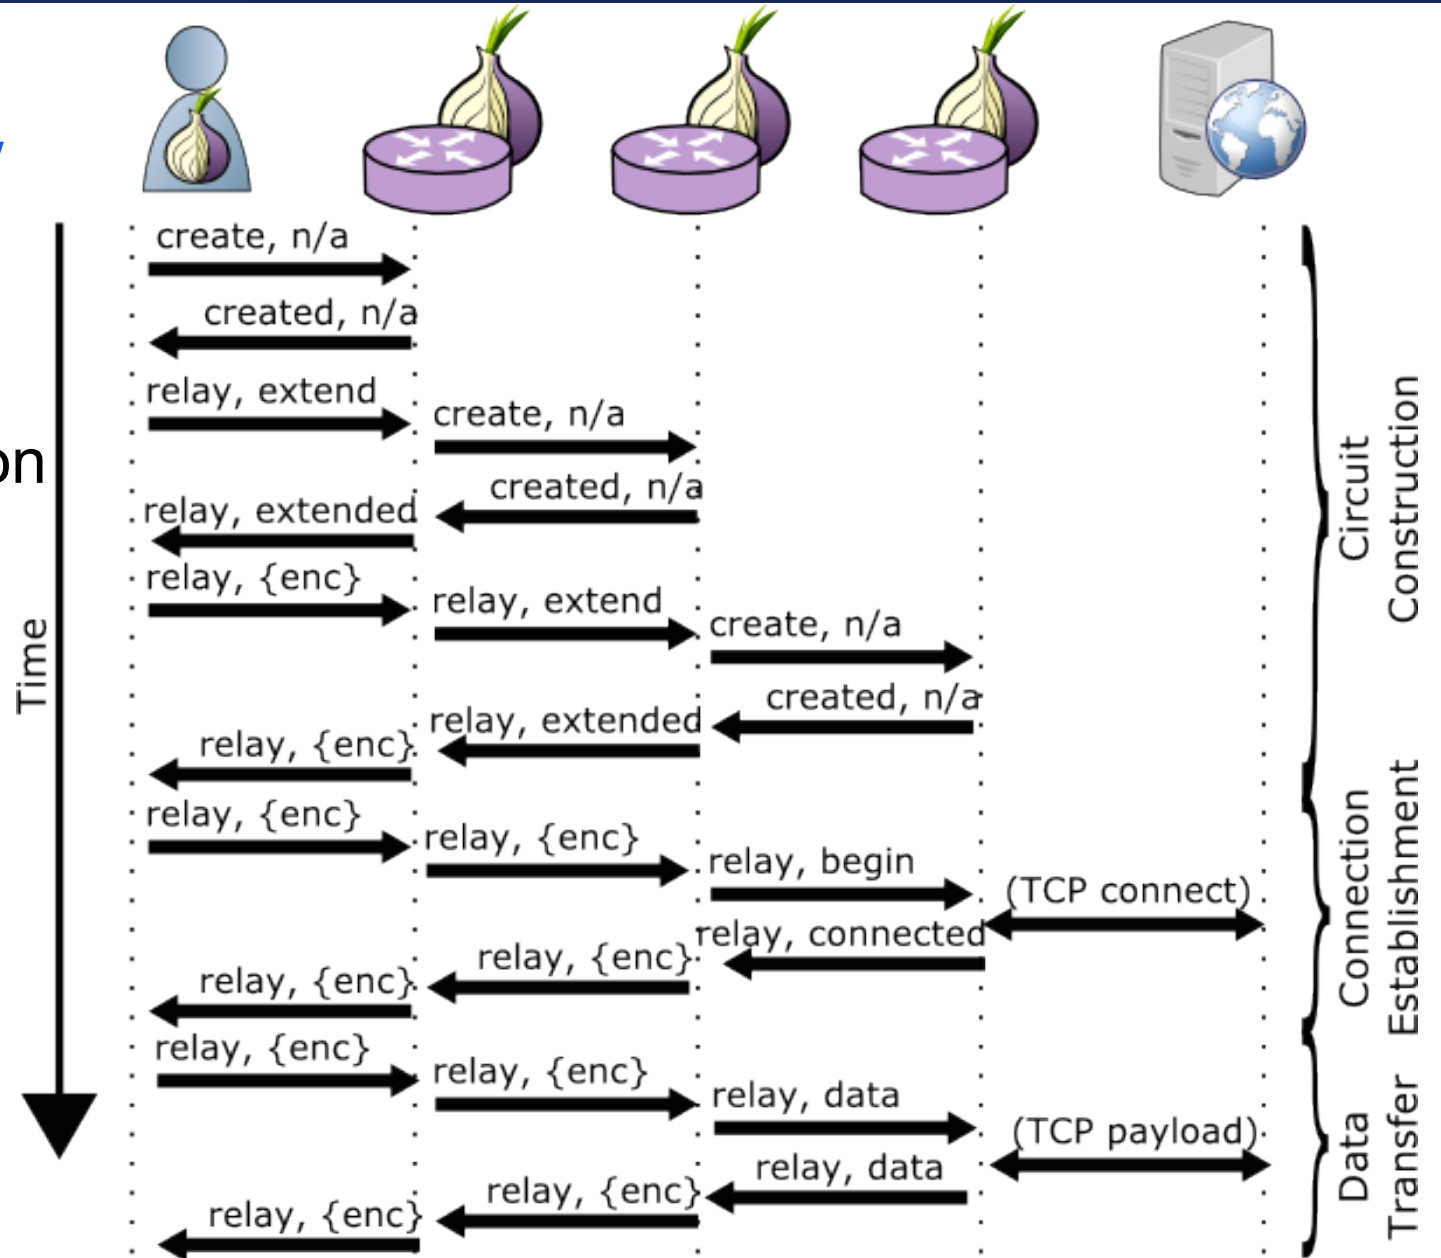 create, n/a
created, n/a
relay, extend
create, n/a
created, n/a
relay, extended
on
relay, {enc}
relay, extend
create, n/a
created, n/a
relay, extended
relay, {enc}
Time
Circuit
Construction
relay, {enc}
relay, {enc}
relay, begin
(TCP connect)
relay, connected
relay, {enc}
relay, {enc}
Connection
Establishment
relay, {enc}
relay, {enc}
relay, data
(TCP payload)
relay, data
relay, {enc}
relay, {enc}
Data
Transfer